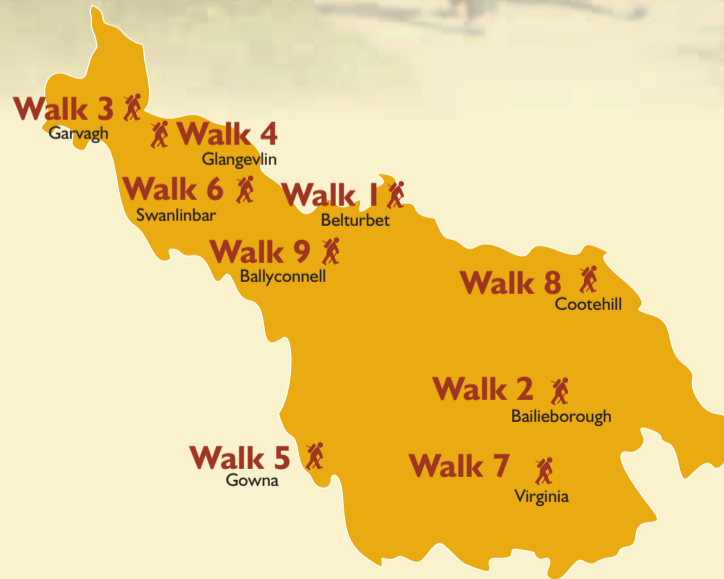 Walk 3
Garvagh
Walk 4
Glangevlin
Walk 6
Swanlinbar
Walk 1
Belturbet
Walk 9
Ballyconnell
Walk 8
Cootehill
Walk 2
Bailieborough
Walk 5
Gowna
Walk 7
Virginia